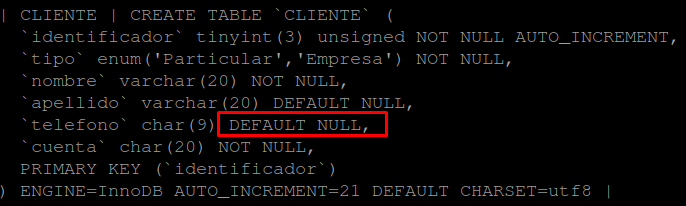 | CLIENTE | CREATE TABLE `CLIENTE` (
`identificador` tinyint(3) unsigned NOT NULL AUTO_INCREMENT,
`tipo` enum('Particular','Empresa') NOT NULL,
`nombre` varchar(20) NOT NULL,
`apellido` varchar(20) DEFAULT NULL,
`telefono` char(9) DEFAULT NULL,
`cuenta` char(20) NOT NULL,
PRIMARY KEY (`identificador`)
) ENGINE=InnoDB AUTO_INCREMENT=21 DEFAULT CHARSET=utf8 |